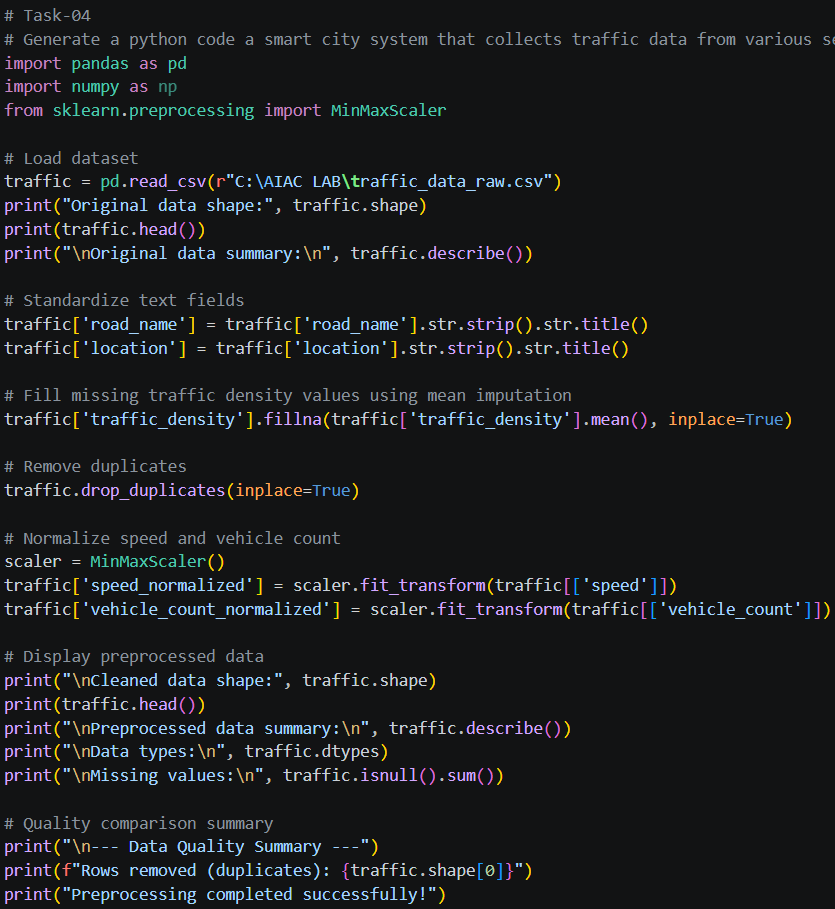 # Task-04
# Generate a python code a smart city system that collects traffic data from various
import pandas as pd
import numpy as np
from sklearn.preprocessing import MinMaxScaler
# Load dataset
traffic = pd.read_csv(r"C:\AIAC LAB\traffic_data_raw.csv")
print("Original data shape:", traffic.shape)
print(traffic.head())
print("\nOriginal data summary:\n", traffic.describe())
# Standardize text fields
traffic['road_name'] = traffic['road_name'].str.strip().str.title()
traffic['location'] = traffic['location'].str.strip().str.title()
# Fill missing traffic density values using mean imputation
traffic['traffic_density'].fillna(traffic['traffic_density'].mean(), inplace=True)
# Remove duplicates
traffic.drop_duplicates(inplace=True)
# Normalize speed and vehicle count
scaler = MinMaxScaler()
traffic['speed_normalized'] = scaler.fit_transform(traffic[['speed']])
traffic['vehicle_count_normalized'] = scaler.fit_transform(traffic[['vehicle_count']])
# Display preprocessed data
print("\nCleaned data shape:", traffic.shape)
print(traffic.head())
print("\nPreprocessed data summary:\n", traffic.describe())
print("\nData types:\n", traffic.dtypes)
print("\nMissing values:\n", traffic.isnull().sum())
# Quality comparison summary
print("\n--- Data Quality Summary ---")
print(f"Rows removed (duplicates): {traffic.shape[0]}")
print("Preprocessing completed successfully!")